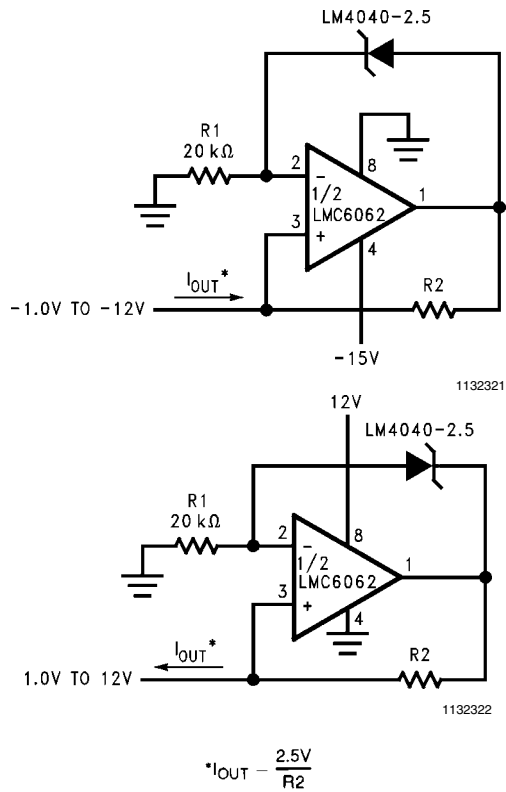 LM4040-2.5
R1
20 kΩ
2
8
−
1/2
LMC6062
1
3
+
4
IOUT*
R2
-1.0V TO -12V
-15V
1132321
12V
LM4040-2.5
R1
20 kΩ
2
8
−
1/2
LMC6062
1
3
+
4
IOUT*
R2
1.0V TO 12V
1132322
*IOUT − 2.5V
R2